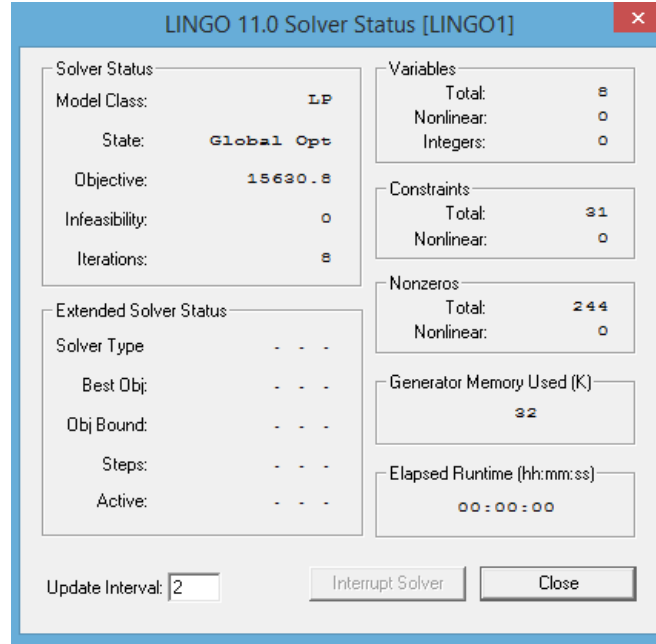 LINGO 11.0 Solver Status [LINGO1]
Solver Status
Model Class: LP
State: Global Opt
Objective: 15630.8
Infeasibility: 0
Iterations: 8
Extended Solver Status
Solver Type - - -
Best Obj: - - -
Obj Bound: - - -
Steps: - - -
Active: - - -
Variables
Total: 8
Nonlinear: 0
Integers: 0
Constraints
Total: 31
Nonlinear: 0
Nonzeros
Total: 244
Nonlinear: 0
Generator Memory Used (K)
32
Elapsed Runtime (hh:mm:ss)
00:00:00
Update Interval: 2
Interrupt Solver
Close